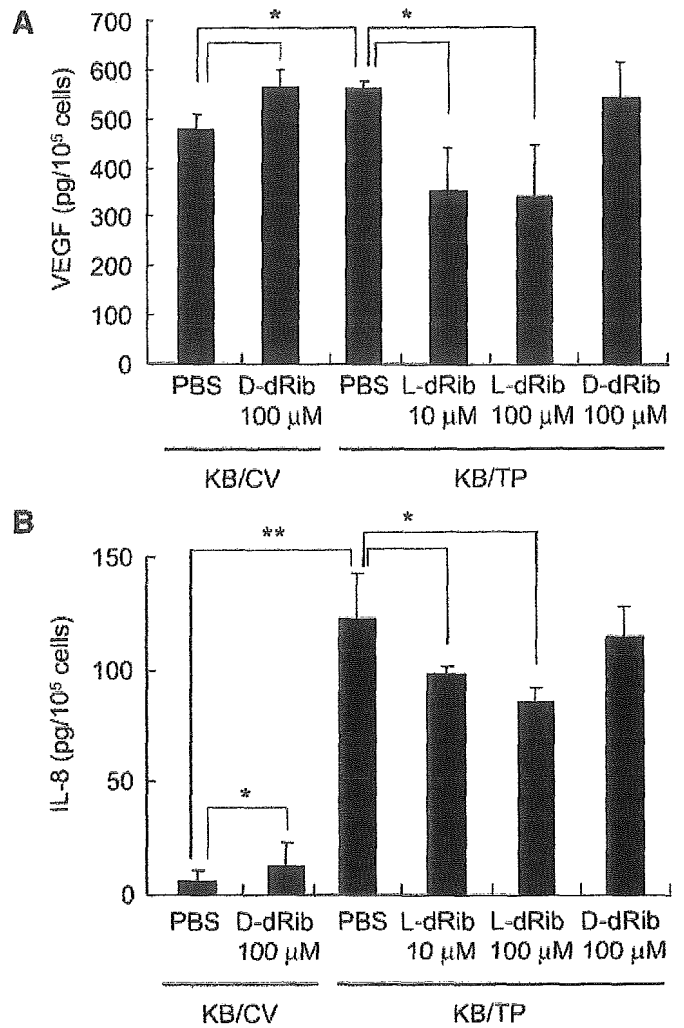 A
VEGF (pg/10⁵ cells)
700
600
500
400
300
200
100
0
* *
PBS D-dRib 100 µM PBS L-dRib 10 µM L-dRib 100 µM D-dRib 100 µM
KB/CV KB/TP
B
IL-8 (pg/10⁵ cells)
150
100
50
0
** *
*
PBS D-dRib 100 µM PBS L-dRib 10 µM L-dRib 100 µM D-dRib 100 µM
KB/CV KB/TP